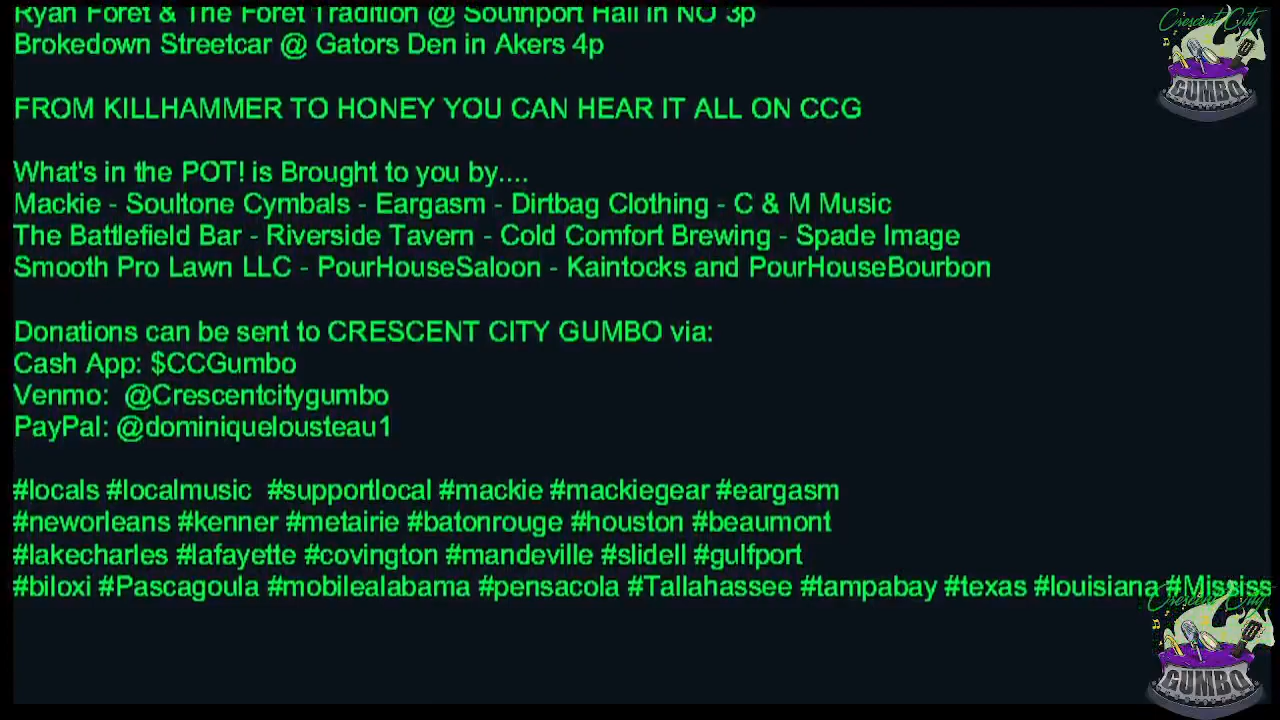 Ryan Foret & The Foret Tradition @ Southport Hall in NO 3p
Brokedown Streetcar @ Gators Den in Akers 4p
FROM KILLHAMMER TO HONEY YOU CAN HEAR IT ALL ON CCG
What's in the POT! is Brought to you by....
Mackie - Soultone Cymbals - Eargasm - Dirtbag Clothing - C & M Music
The Battlefield Bar - Riverside Tavern - Cold Comfort Brewing - Spade Image
Smooth Pro Lawn LLC - PourHouseSaloon - Kaintocks and PourHouseBourbon
Donations can be sent to CRESCENT CITY GUMBO via:
Cash App: $CCGumbo
Venmo:  @Crescentcitygumbo
PayPal: @dominiquelousteau1
#locals #localmusic  #supportlocal #mackie #mackiegear #eargasm
#neworleans #kenner #metairie #batonrouge #houston #beaumont
#lakecharles #lafayette #covington #mandeville #slidell #gulfport
#biloxi #Pascagoula #mobilealabama #pensacola #Tallahassee #tampabay #texas #louisiana #Mississ
Crescent City
GUMBO
Crescent City
GUMBO